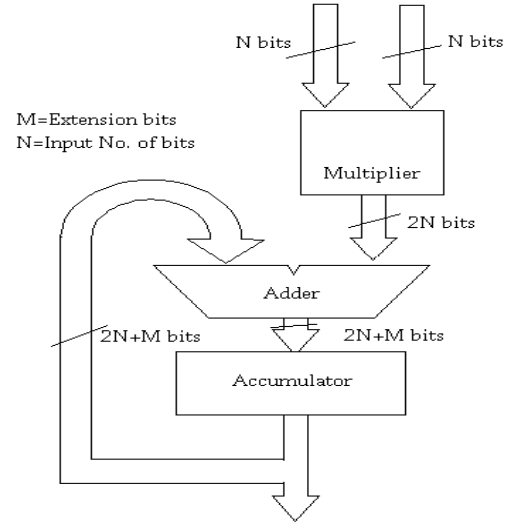 N bits
N bits
M=Extension bits
N=Input No. of bits
Multiplier
2N bits
Adder
2N+M bits
2N+M bits
Accumulator